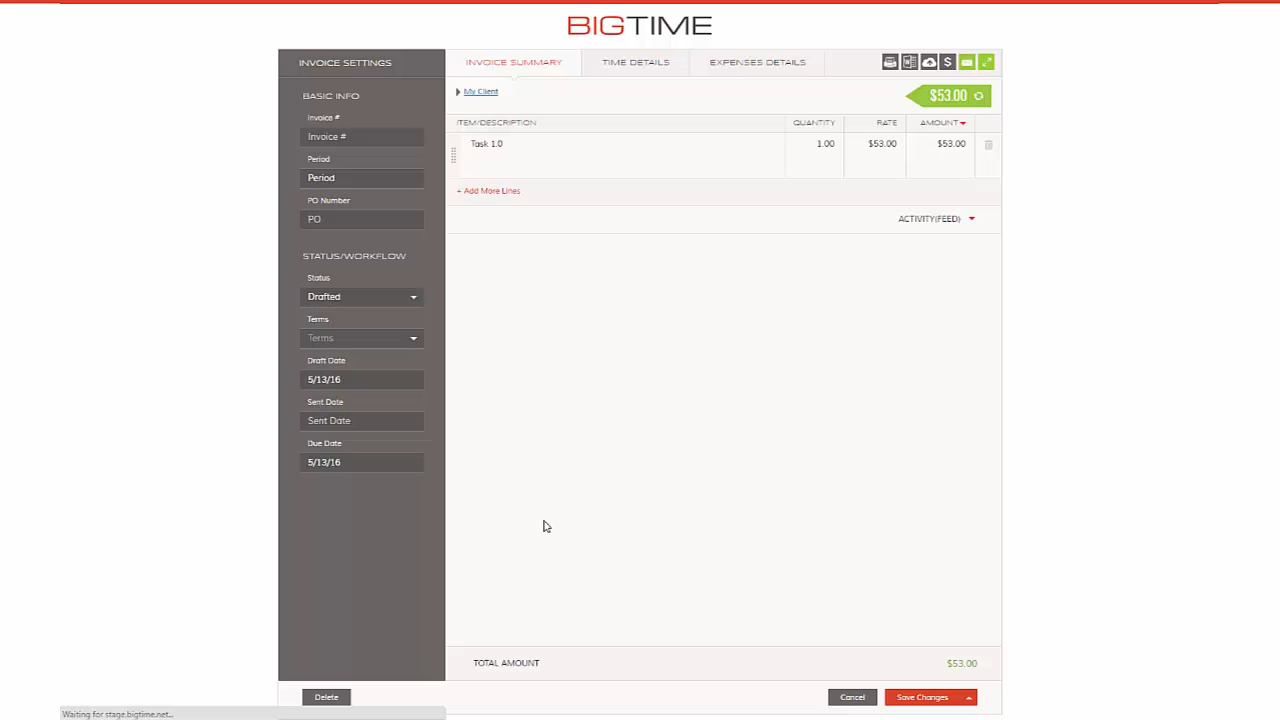 BIGTIME
INVOICE SETTINGS
INVOICE SUMMARY
TIME DETAILS
EXPENSES DETAILS
$
My Client
$53.00
BASIC INFO
Invoice #
Invoice #
Period
Period
PO Number
PO
ITEM/DESCRIPTION QUANTITY RATE AMOUNT
Task 1.0 1.00 $53.00 $53.00
+ Add More Lines
ACTIVITY(FEED)
STATUS/WORKFLOW
Status
Drafted
Terms
Terms
Draft Date
5/13/16
Sent Date
Sent Date
Due Date
5/13/16
TOTAL AMOUNT $53.00
Delete
Cancel
Save Changes
Waiting for stage.bigtime.net...